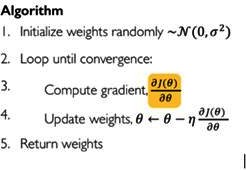 Algorithm
1. Initialize weights randomly ~𝒩(0, σ²)
2. Loop until convergence:
3. Compute gradient, ∂J(θ)/∂θ
4. Update weights, θ ← θ − η ∂J(θ)/∂θ
5. Return weights